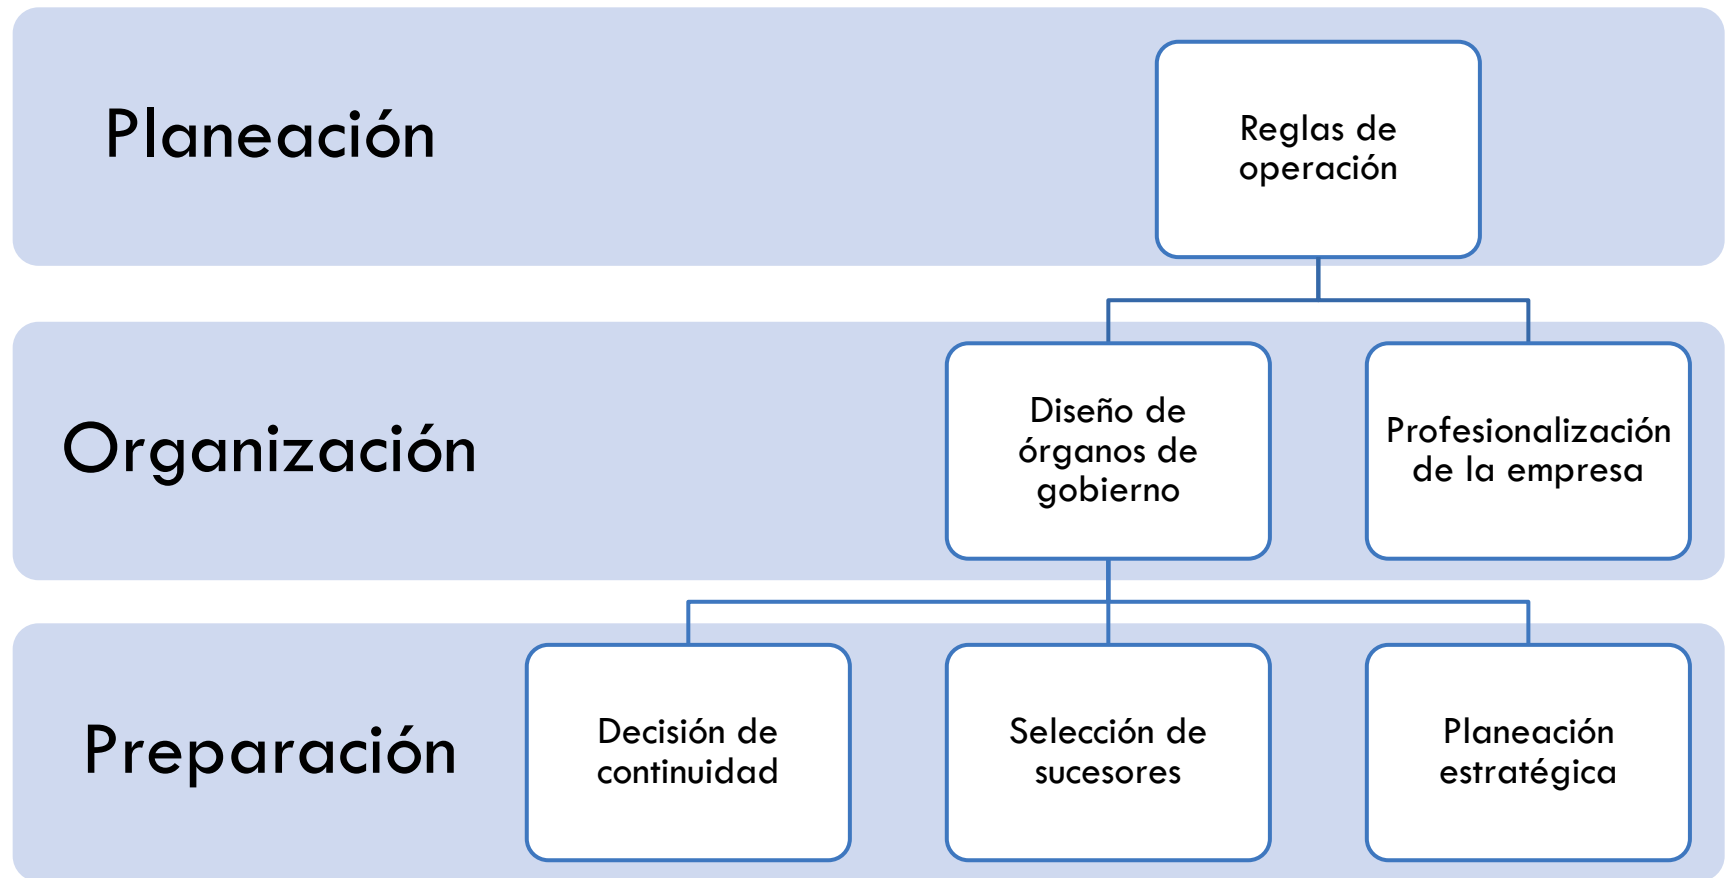 Planeación
Reglas de
operación
Organización
Diseño de
órganos de
gobierno
Profesionalización
de la empresa
Preparación
Decisión de
continuidad
Selección de
sucesores
Planeación
estratégica